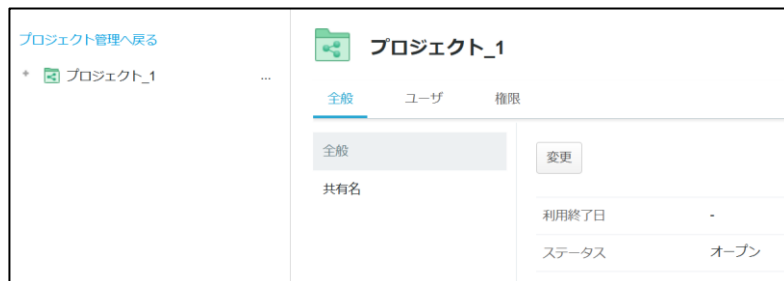 プロジェクト管理へ戻る
プロジェクト_1 ...
プロジェクト_1
全般 ユーザ 権限
全般
共有名
変更
利用終了日 -
ステータス オープン